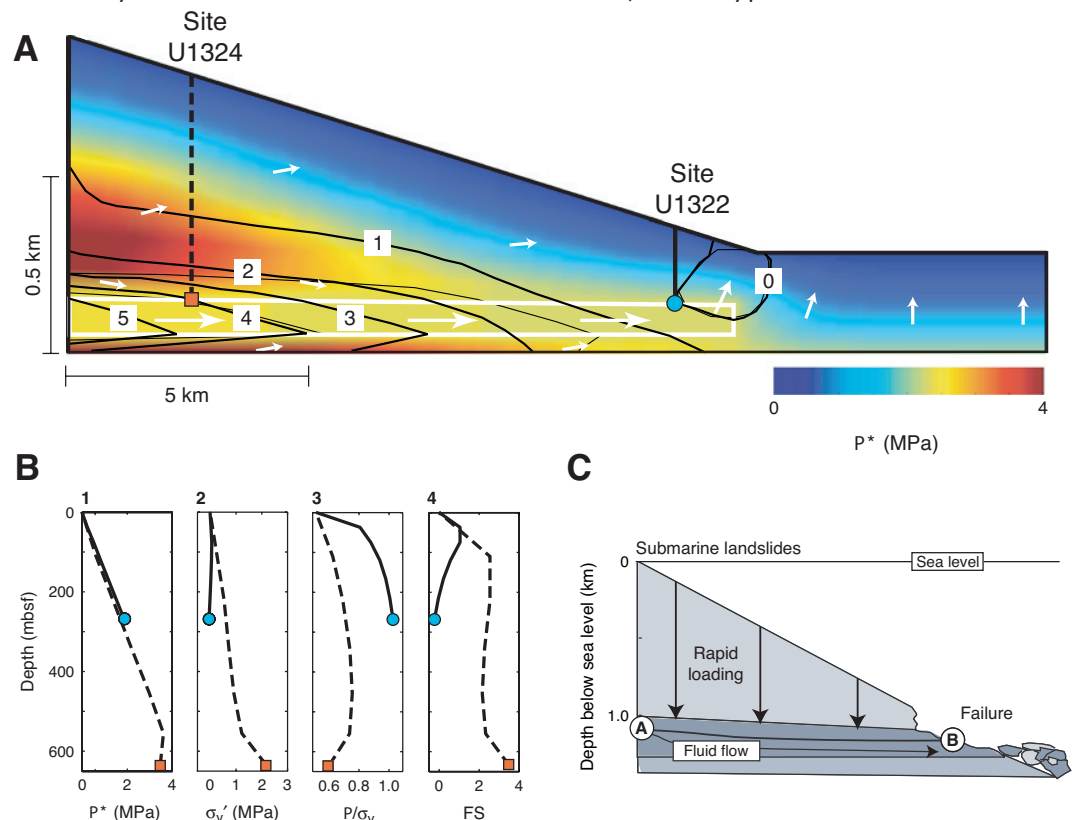 A
Site
U1324
Site
U1322
1
0
2
5
4
3
0.5 km
5 km
0
4
P* (MPa)
B
1
2
3
4
0
200
400
600
Depth (mbsf)
0
2
4
0
1
2
3
0.6
0.8
1.0
0
2
4
P* (MPa)
σv′ (MPa)
P/σv
FS
C
Submarine landslides
0
Sea level
Depth below sea level (km)
Rapid
loading
1.0
A
Fluid flow
B
Failure